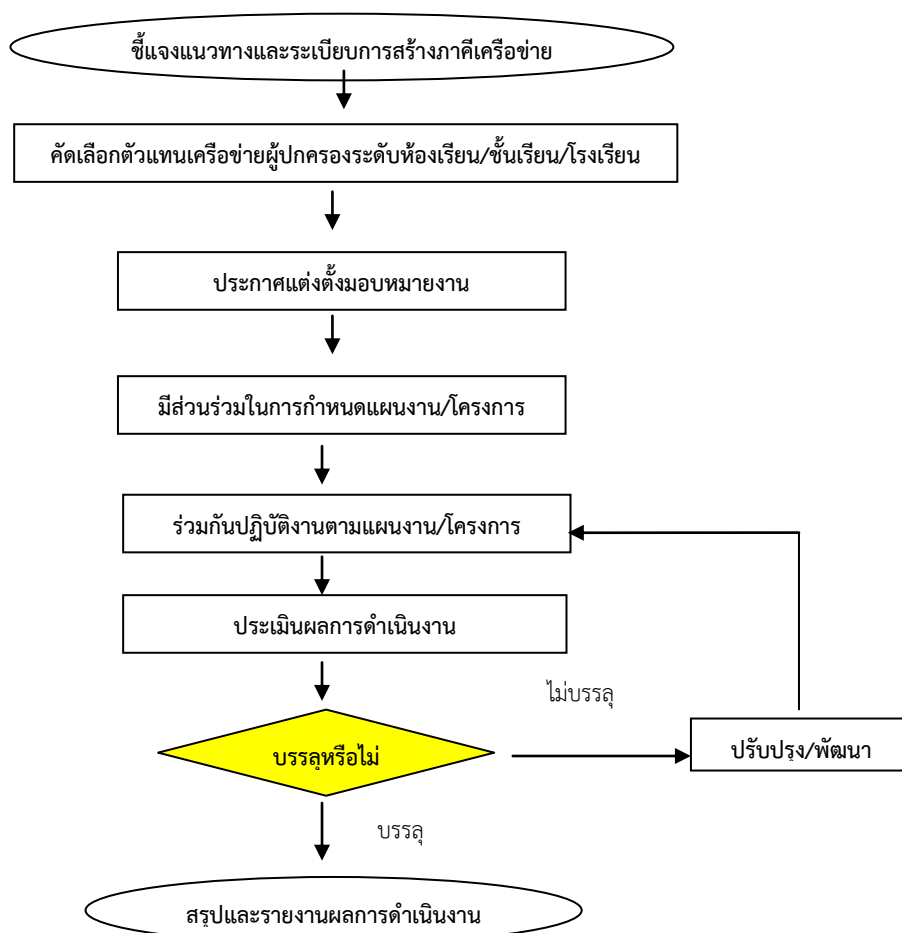 ชี้แจงแนวทางและระเบียบการสร้างภาคีเครือข่าย
คัดเลือกตัวแทนเครือข่ายผู้ปกครองระดับห้องเรียน/ชั้นเรียน/โรงเรียน
ประกาศแต่งตั้งมอบหมายงาน
มีส่วนร่วมในการกำหนดแผนงาน/โครงการ
ร่วมกันปฏิบัติงานตามแผนงาน/โครงการ
ประเมินผลการดำเนินงาน
ไม่บรรลุ
บรรลุหรือไม่
ปรับปรุง/พัฒนา
บรรลุ
สรุปและรายงานผลการดำเนินงาน